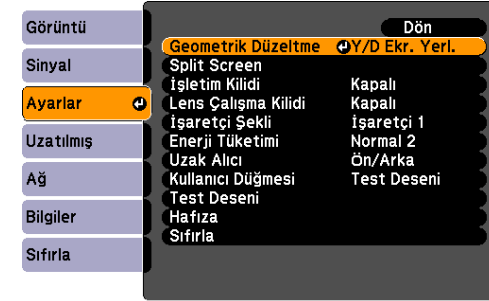 Görüntü
Sinyal
Ayarlar
Uzatılmış
Ağ
Bilgiler
Sıfırla
Dön
Geometrik Düzeltme Y/D Ekr. Yerl.
Split Screen
İşletim Kilidi Kapalı
Lens Çalışma Kilidi Kapalı
İşaretçi Şekli İşaretçi 1
Enerji Tüketimi Normal 2
Uzak Alıcı Ön/Arka
Kullanıcı Düğmesi Test Deseni
Test Deseni
Hafıza
Sıfırla